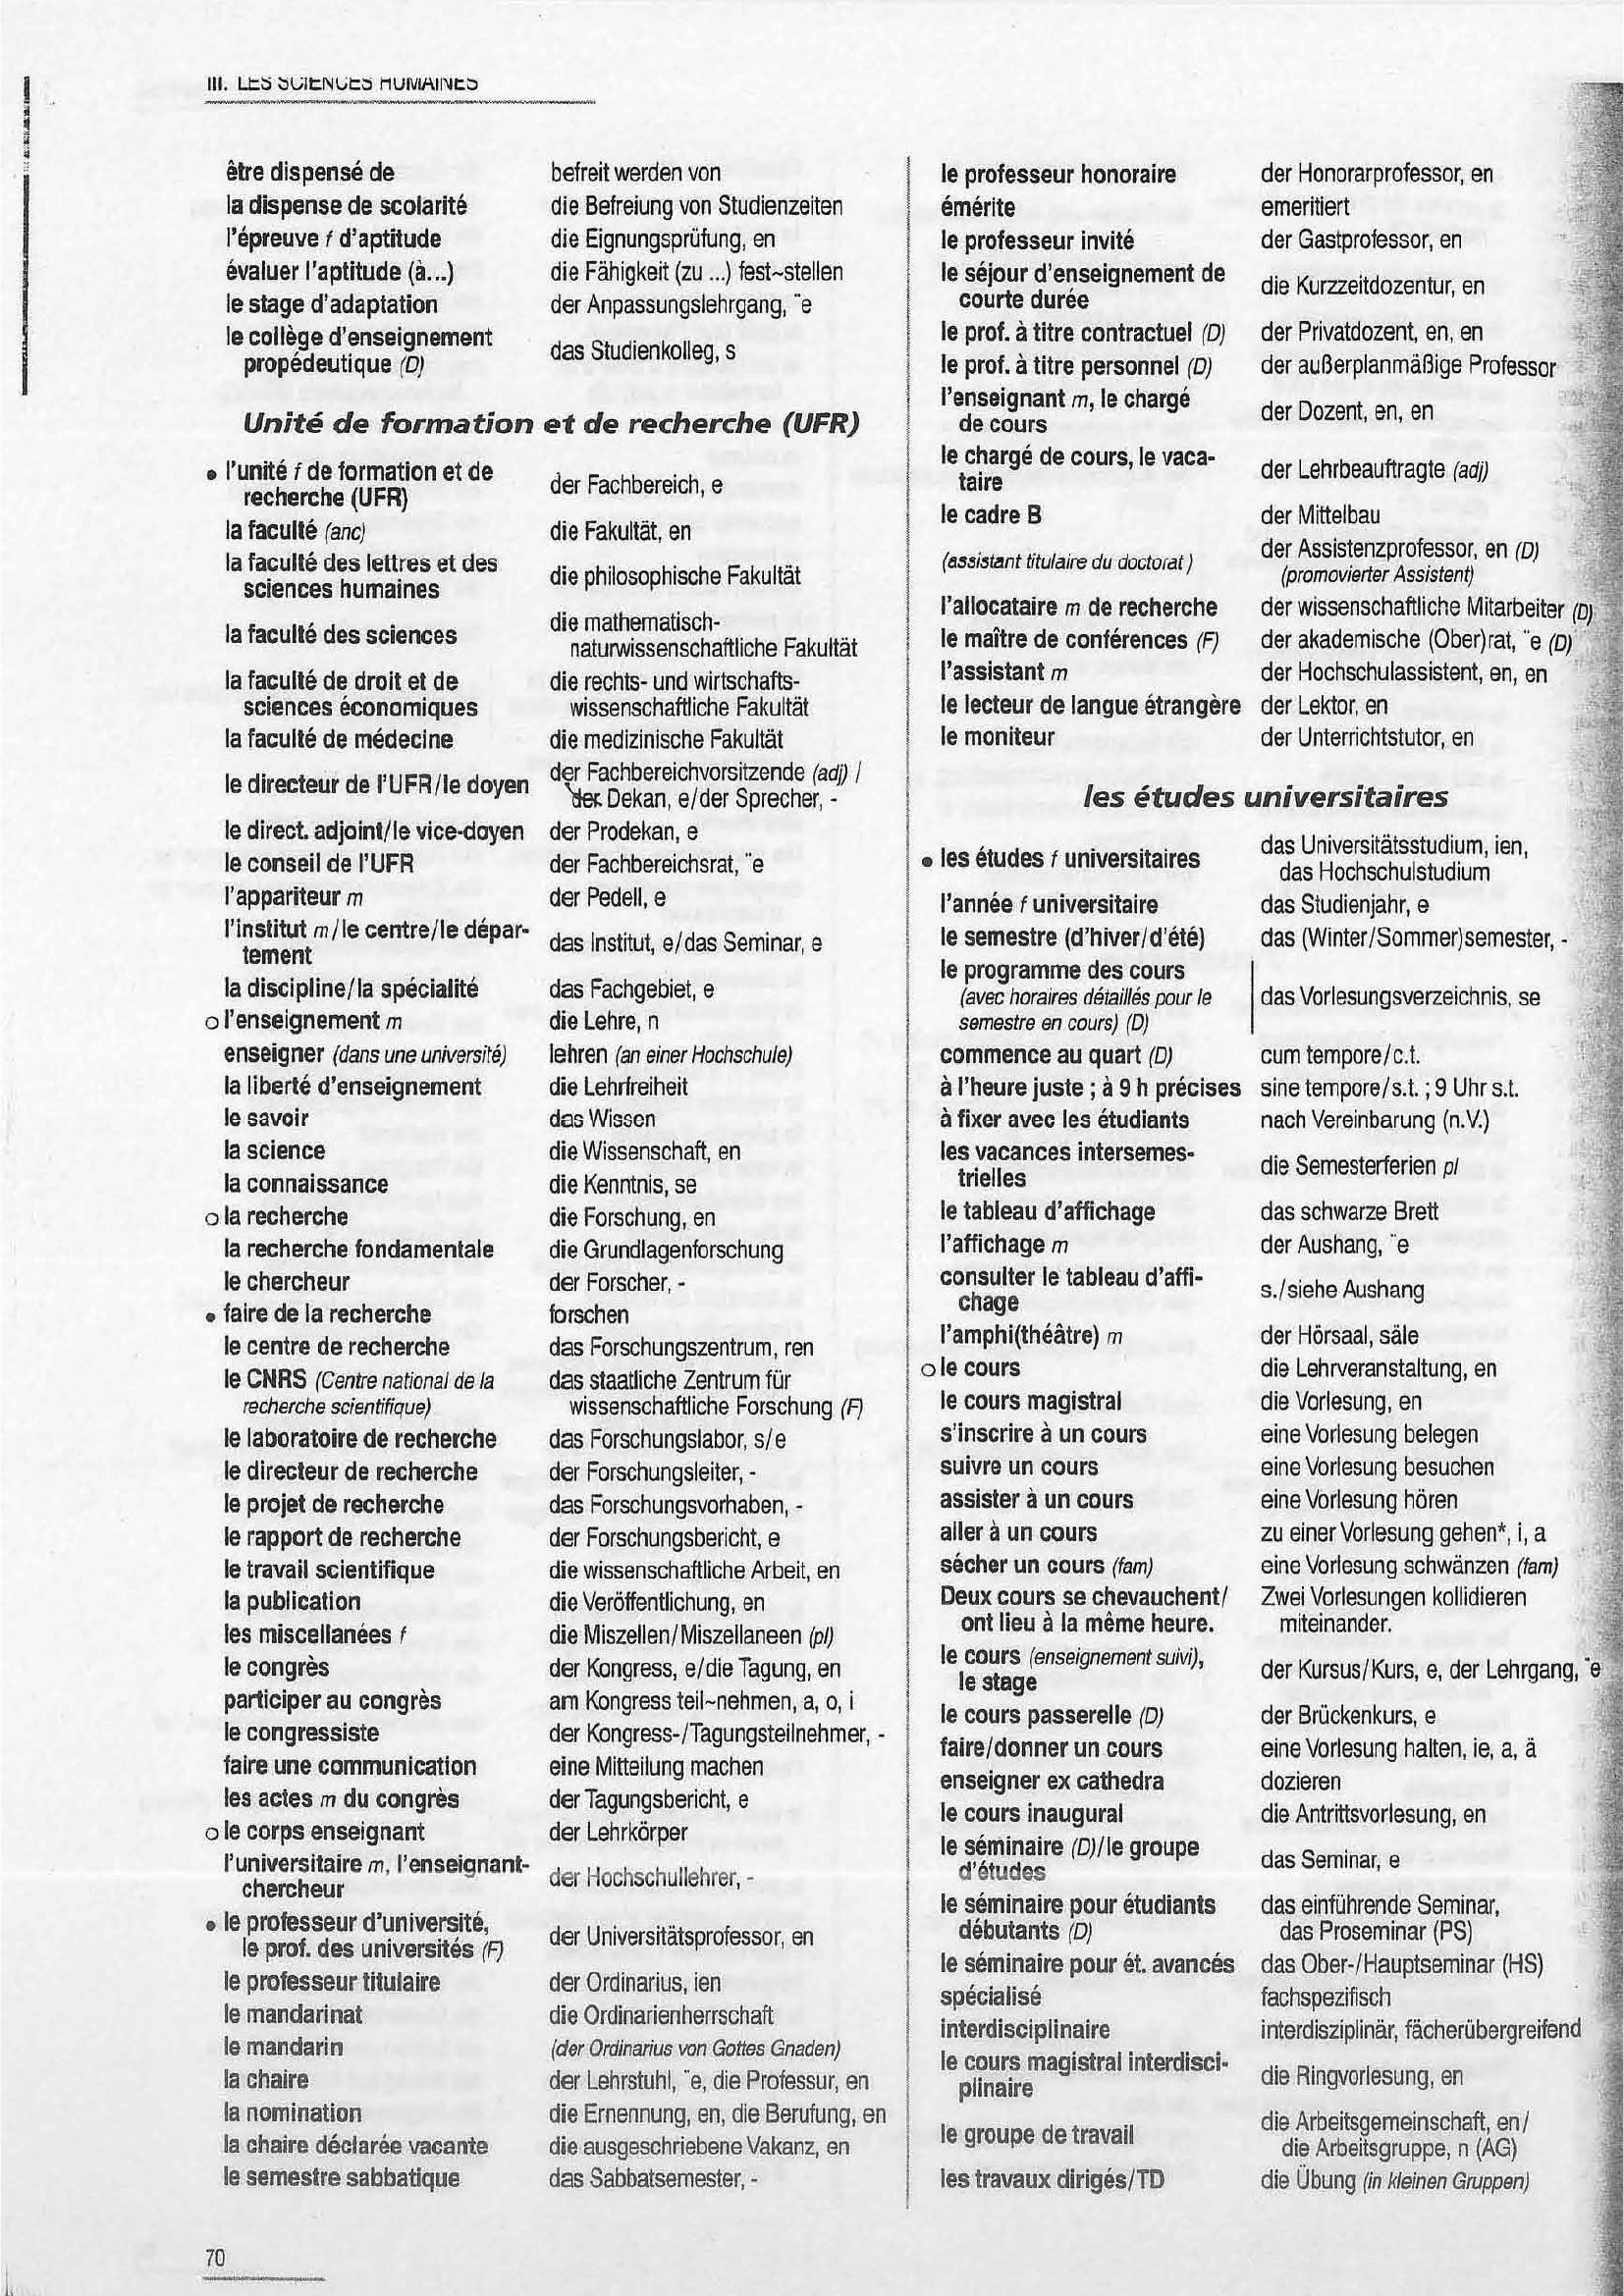 III. LES SCIENCES HUMAINES
être dispensé de befreit werden von
la dispense de scolarité die Befreiung von Studienzeiten
l'épreuve f d'aptitude die Eignungsprüfung, en
évaluer l'aptitude (à...) die Fähigkeit (zu ...) fest~stellen
le stage d'adaptation der Anpassungslehrgang, ¨e
le collège d'enseignement
propédeutique (D) das Studienkolleg, s
Unité de formation et de recherche (UFR)
• l'unité f de formation et de
recherche (UFR) der Fachbereich, e
la faculté (anc) die Fakultät, en
la faculté des lettres et des
sciences humaines die philosophische Fakultät
la faculté des sciences die mathematisch-
naturwissenschaftliche Fakultät
la faculté de droit et de die rechts- und wirtschafts-
sciences économiques wissenschaftliche Fakultät
la faculté de médecine die medizinische Fakultät
le directeur de l'UFR/le doyen der Fachbereichvorsitzende (adj) /
der Dekan, e/der Sprecher, -
le direct. adjoint/le vice-doyen der Prodekan, e
le conseil de l'UFR der Fachbereichsrat, ¨e
l'appariteur m der Pedell, e
l'institut m/le centre/le dépar-
tement das Institut, e/das Seminar, e
la discipline/la spécialité das Fachgebiet, e
o l'enseignement m die Lehre, n
enseigner (dans une université) lehren (an einer Hochschule)
la liberté d'enseignement die Lehrfreiheit
le savoir das Wissen
la science die Wissenschaft, en
la connaissance die Kenntnis, se
o la recherche die Forschung, en
la recherche fondamentale die Grundlagenforschung
le chercheur der Forscher, -
• faire de la recherche forschen
le centre de recherche das Forschungszentrum, ren
le CNRS (Centre national de la das staatliche Zentrum für
recherche scientifique) wissenschaftliche Forschung (F)
le laboratoire de recherche das Forschungslabor, s/e
le directeur de recherche der Forschungsleiter, -
le projet de recherche das Forschungsvorhaben, -
le rapport de recherche der Forschungsbericht, e
le travail scientifique die wissenschaftliche Arbeit, en
la publication die Veröffentlichung, en
les miscellanées f die Miszellen/Miszellaneen (pl)
le congrès der Kongress, e/die Tagung, en
participer au congrès am Kongress teil~nehmen, a, o, i
le congressiste der Kongress-/Tagungsteilnehmer, -
faire une communication eine Mitteilung machen
les actes m du congrès der Tagungsbericht, e
o le corps enseignant der Lehrkörper
l'universitaire m, l'enseignant-
chercheur der Hochschullehrer, -
• le professeur d'université,
le prof. des universités (F) der Universitätsprofessor, en
le professeur titulaire der Ordinarius, ien
le mandarinat die Ordinarienherrschaft
le mandarin (der Ordinarius von Gottes Gnaden)
la chaire der Lehrstuhl, ¨e, die Professur, en
la nomination die Ernennung, en, die Berufung, en
la chaire déclarée vacante die ausgeschriebene Vakanz, en
le semestre sabbatique das Sabbatsemester, -
le professeur honoraire der Honorarprofessor, en
émérite emeritiert
le professeur invité der Gastprofessor, en
le séjour d'enseignement de
courte durée die Kurzzeitdozentur, en
le prof. à titre contractuel (D) der Privatdozent, en, en
le prof. à titre personnel (D) der außerplanmäßige Professor
l'enseignant m, le chargé
de cours der Dozent, en, en
le chargé de cours, le vaca-
taire der Lehrbeauftragte (adj)
le cadre B der Mittelbau
(assistant titulaire du doctorat) der Assistenzprofessor, en (D)
(promovierter Assistent)
l'allocataire m de recherche der wissenschaftliche Mitarbeiter (D)
le maître de conférences (F) der akademische (Ober)rat, ¨e (D)
l'assistant m der Hochschulassistent, en, en
le lecteur de langue étrangère der Lektor, en
le moniteur der Unterrichtstutor, en
les études universitaires
• les études f universitaires das Universitätsstudium, ien,
das Hochschulstudium
l'année f universitaire das Studienjahr, e
le semestre (d'hiver/d'été) das (Winter/Sommer)semester, -
le programme des cours
(avec horaires détaillés pour le das Vorlesungsverzeichnis, se
semestre en cours) (D)
commence au quart (D) cum tempore/c.t.
à l'heure juste ; à 9 h précises sine tempore/s.t. ; 9 Uhr s.t.
à fixer avec les étudiants nach Vereinbarung (n.V.)
les vacances intersemes-
trielles die Semesterferien pl
le tableau d'affichage das schwarze Brett
l'affichage m der Aushang, ¨e
consulter le tableau d'affi-
chage s./siehe Aushang
l'amphi(théâtre) m der Hörsaal, säle
o le cours die Lehrveranstaltung, en
le cours magistral die Vorlesung, en
s'inscrire à un cours eine Vorlesung belegen
suivre un cours eine Vorlesung besuchen
assister à un cours eine Vorlesung hören
aller à un cours zu einer Vorlesung gehen*, i, a
sécher un cours (fam) eine Vorlesung schwänzen (fam)
Deux cours se chevauchent/ Zwei Vorlesungen kollidieren
ont lieu à la même heure. miteinander.
le cours (enseignement suivi),
le stage der Kursus/Kurs, e, der Lehrgang, ¨e
le cours passerelle (D) der Brückenkurs, e
faire/donner un cours eine Vorlesung halten, ie, a, ä
enseigner ex cathedra dozieren
le cours inaugural die Antrittsvorlesung, en
le séminaire (D)/le groupe
d'études das Seminar, e
le séminaire pour étudiants das einführende Seminar,
débutants (D) das Proseminar (PS)
le séminaire pour ét. avancés das Ober-/Hauptseminar (HS)
spécialisé fachspezifisch
interdisciplinaire interdisziplinär, fächerübergreifend
le cours magistral interdisci-
plinaire die Ringvorlesung, en
le groupe de travail die Arbeitsgemeinschaft, en/
die Arbeitsgruppe, n (AG)
les travaux dirigés/TD die Übung (in kleinen Gruppen)
70